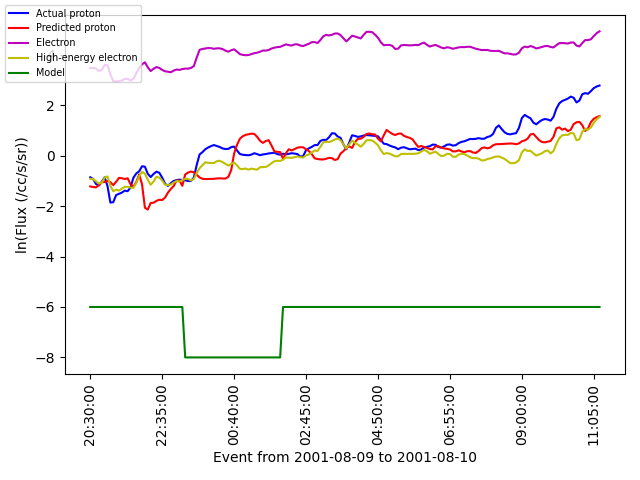 Actual proton
Predicted proton
Electron
High-energy electron
Model
ln(Flux (/cc/s/sr))
2
0
−2
−4
−6
−8
20:30:00
22:35:00
00:40:00
02:45:00
04:50:00
06:55:00
09:00:00
11:05:00
Event from 2001-08-09 to 2001-08-10